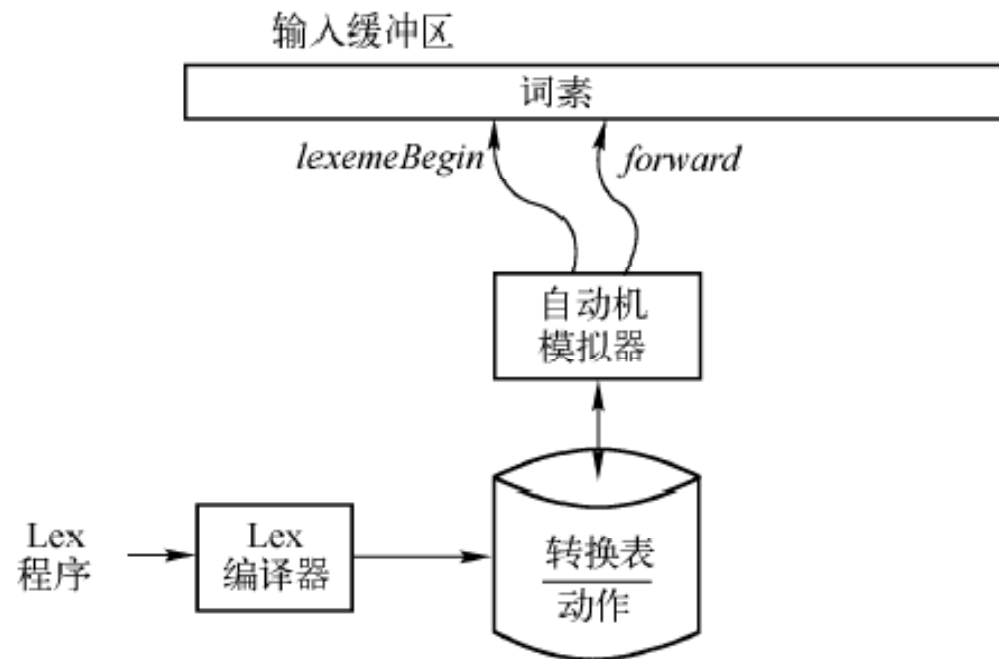 输入缓冲区
词素
lexemeBegin
forward
自动机
模拟器
Lex
程序
Lex
编译器
转换表
动作